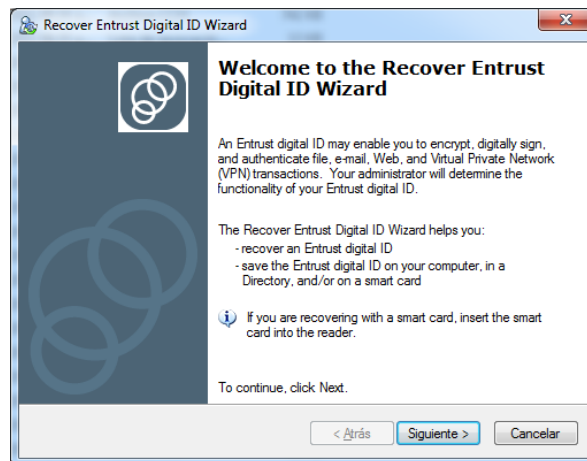 Recover Entrust Digital ID Wizard
Welcome to the Recover Entrust
Digital ID Wizard
An Entrust digital ID may enable you to encrypt, digitally sign,
and authenticate file, e-mail, Web, and Virtual Private Network
(VPN) transactions. Your administrator will determine the
functionality of your Entrust digital ID.
The Recover Entrust Digital ID Wizard helps you:
- recover an Entrust digital ID
- save the Entrust digital ID on your computer, in a
Directory, and/or on a smart card
If you are recovering with a smart card, insert the smart
card into the reader.
To continue, click Next.
< Atrás Siguiente > Cancelar